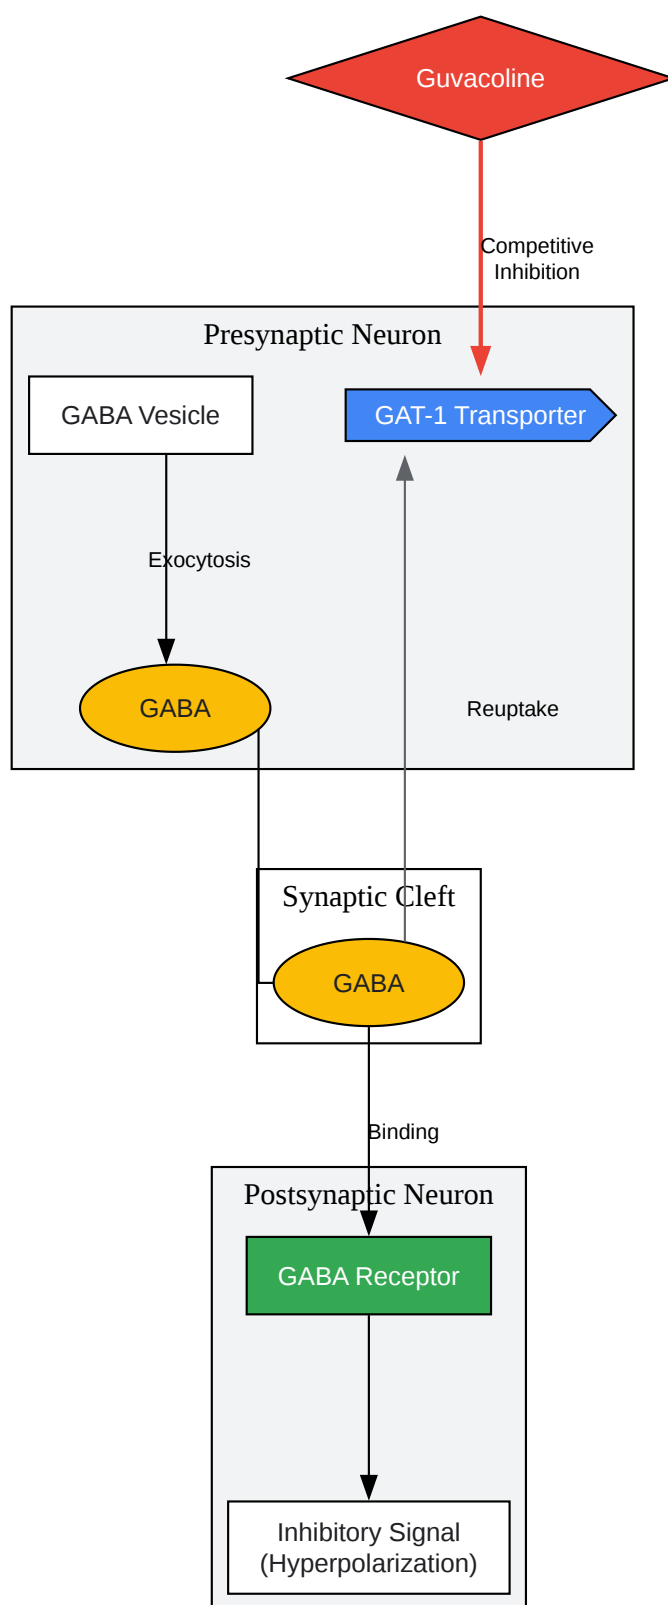 Guvacoline
Competitive
Inhibition
Presynaptic Neuron
GABA Vesicle
GAT-1 Transporter
Exocytosis
GABA
Reuptake
Synaptic Cleft
GABA
Binding
Postsynaptic Neuron
GABA Receptor
Inhibitory Signal
(Hyperpolarization)